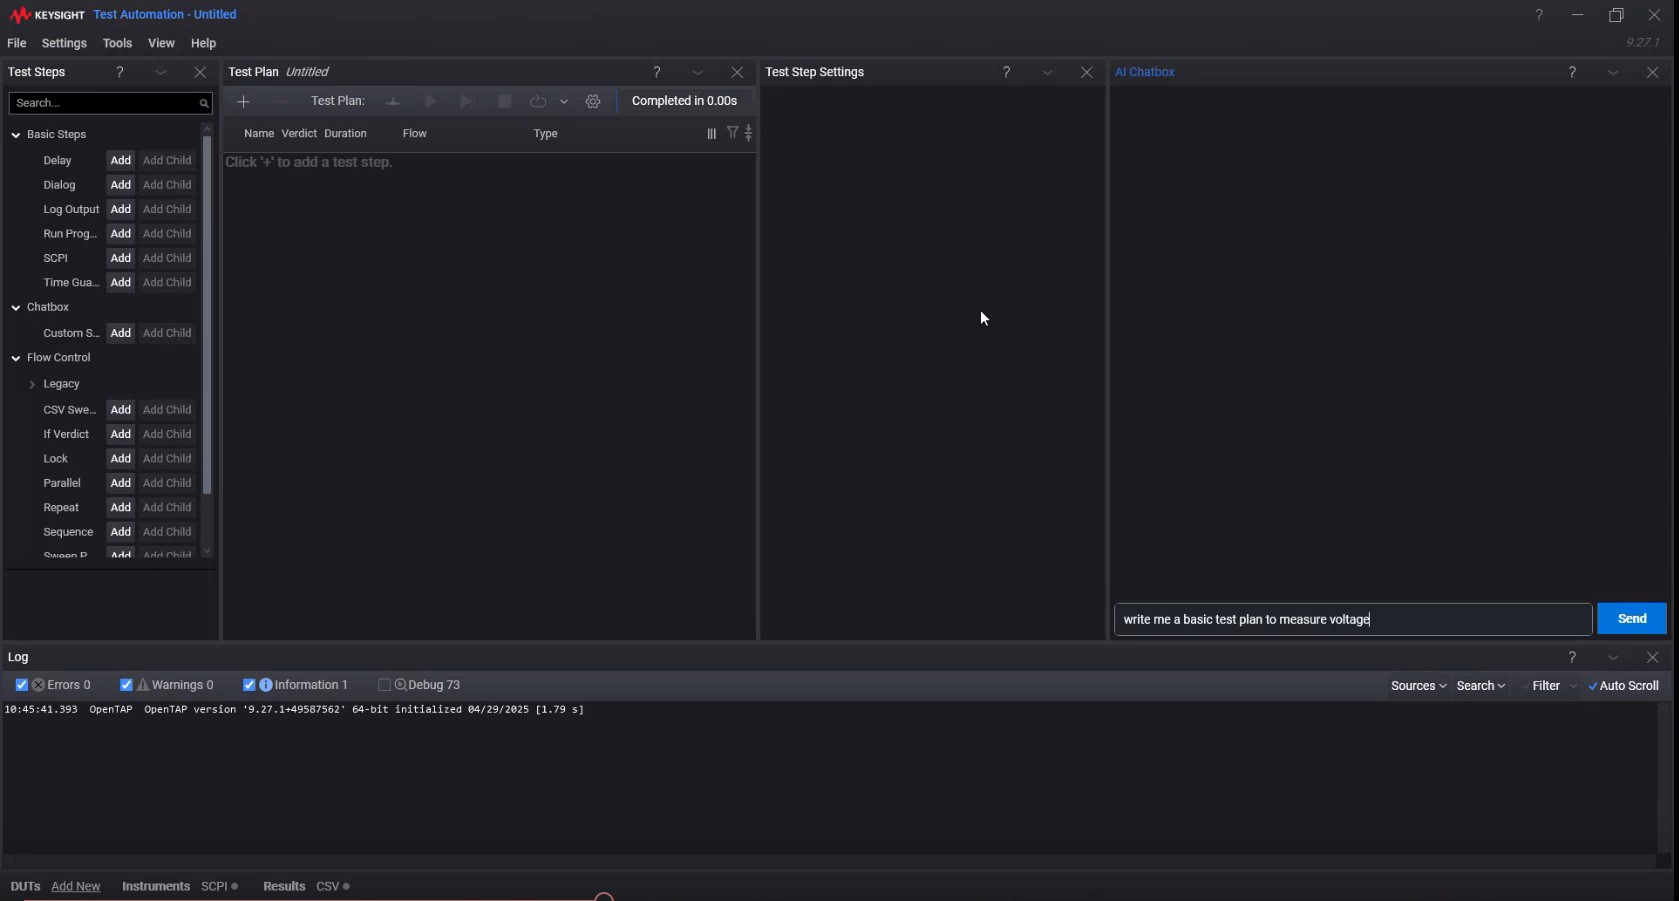 KEYSIGHT Test Automation - Untitled
File Settings Tools View Help
9.27.1
Test Steps ?
Search...
Basic Steps
Delay Add Add Child
Dialog Add Add Child
Log Output Add Add Child
Run Prog... Add Add Child
SCPI Add Add Child
Time Gua... Add Add Child
Chatbox
Custom S... Add Add Child
Flow Control
Legacy
CSV Swe... Add Add Child
If Verdict Add Add Child
Lock Add Add Child
Parallel Add Add Child
Repeat Add Add Child
Sequence Add Add Child
Sweep P Add Add Child
Test Plan Untitled ?
Test Plan: Completed in 0.00s
Name Verdict Duration Flow Type
Click '+' to add a test step.
Test Step Settings ?
AI Chatbox ?
write me a basic test plan to measure voltage
Send
Log ?
Errors 0 Warnings 0 Information 1 Debug 73
Sources Search Filter Auto Scroll
10:45:41.393 OpenTAP OpenTAP version '9.27.1+49587562' 64-bit initialized 04/29/2025 [1.79 s]
DUTs Add New Instruments SCPI Results CSV